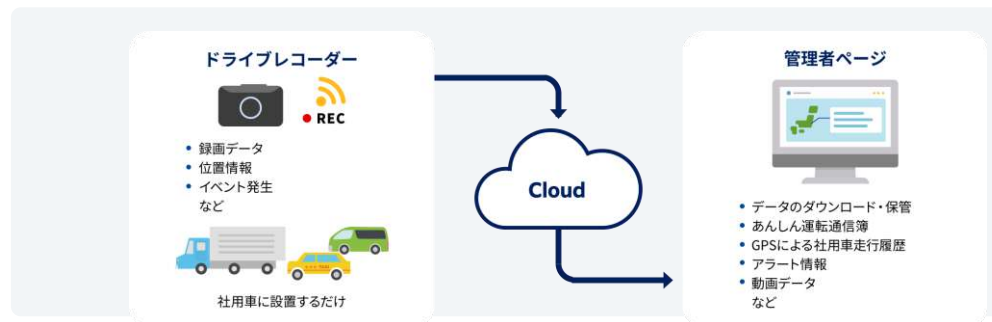 ドライブレコーダー
REC
• 録画データ
• 位置情報
• イベント発生
など
社用車に設置するだけ
Cloud
管理者ページ
• データのダウンロード・保管
• あんしん運転通信簿
• GPSによる社用車走行履歴
• アラート情報
• 動画データ
など